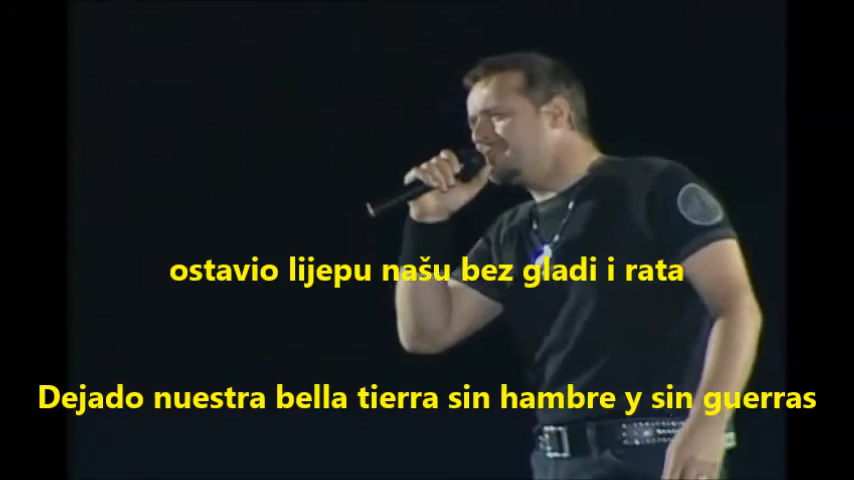 ostavio lijepu našu bez gladi i rata
Dejado nuestra bella tierra sin hambre y sin guerras